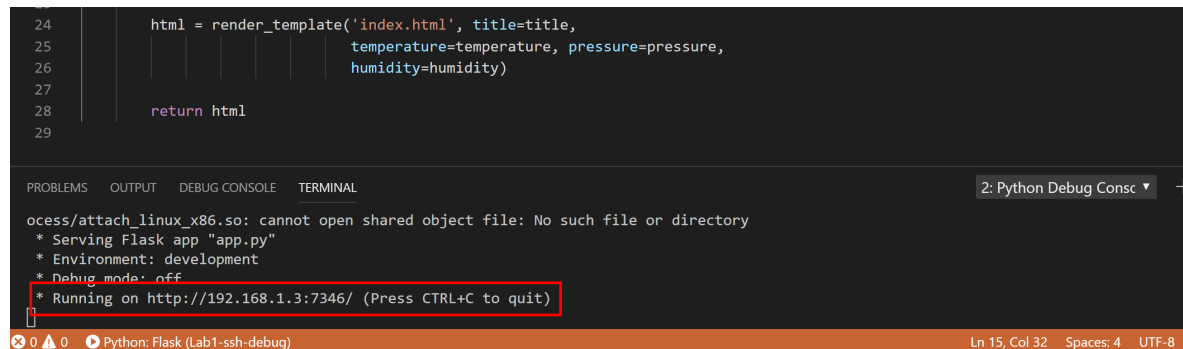 24 html = render_template('index.html', title=title,
25 temperature=temperature, pressure=pressure,
26 humidity=humidity)
27
28 return html
29
PROBLEMS OUTPUT DEBUG CONSOLE TERMINAL 2: Python Debug Consc
ocess/attach_linux_x86.so: cannot open shared object file: No such file or directory
* Serving Flask app "app.py"
* Environment: development
* Debug mode: off
* Running on http://192.168.1.3:7346/ (Press CTRL+C to quit)
0 0 Python: Flask (Lab1-ssh-debug) Ln 15, Col 32 Spaces: 4 UTF-8